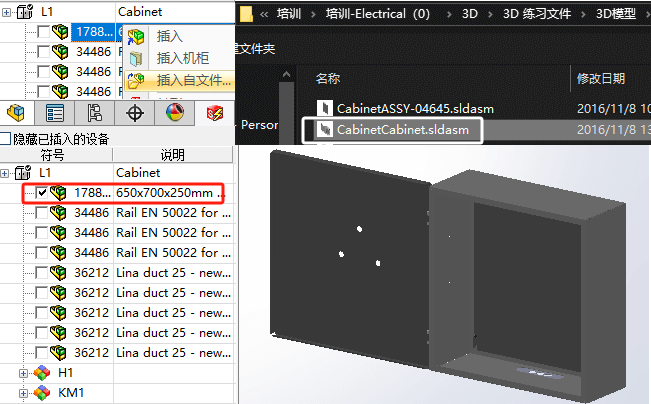 L1 Cabinet
1788... 6
34486 R
34486 R
34486 R
插入
插入机柜
插入自文件...
隐藏已插入的设备
符号 说明
L1 Cabinet
1788... 650x700x250mm ...
34486 Rail EN 50022 for ...
34486 Rail EN 50022 for ...
34486 Rail EN 50022 for ...
36212 Lina duct 25 - new...
36212 Lina duct 25 - new...
36212 Lina duct 25 - new...
36212 Lina duct 25 - new...
36212 Lina duct 25 - new...
H1
KM1
« 培训 › 培训-Electrical（0） › 3D › 3D 练习文件 › 3D模型 ›
建文件夹
- Person
名称 修改日期
CabinetASSY-04645.sldasm 2016/11/8 1
CabinetCabinet.sldasm 2016/11/8 13